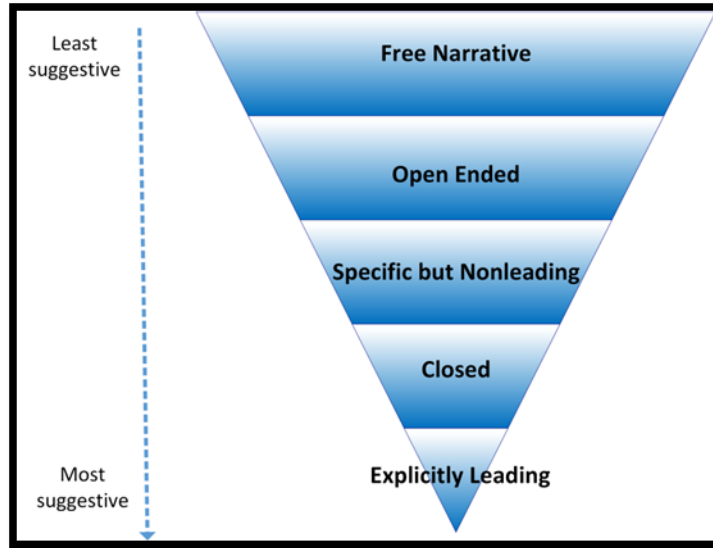 Least
suggestive
Free Narrative
Open Ended
Specific but Nonleading
Closed
Most
suggestive
Explicitly Leading